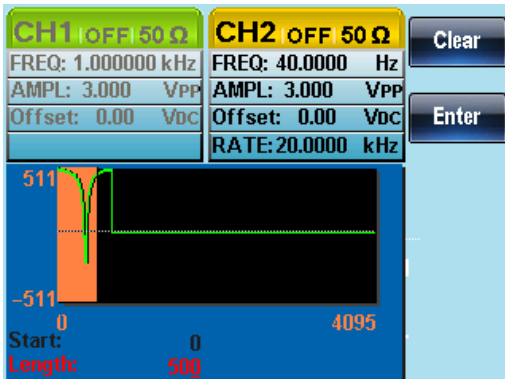 CH1 OFF 50 Ω
FREQ: 1.000000 kHz
AMPL: 3.000 VPP
Offset: 0.00 VDC
CH2 OFF 50 Ω
FREQ: 40.0000 Hz
AMPL: 3.000 VPP
Offset: 0.00 VDC
RATE: 20.0000 kHz
Clear
Enter
511
-511
0 4095
Start: 0
Length: 500